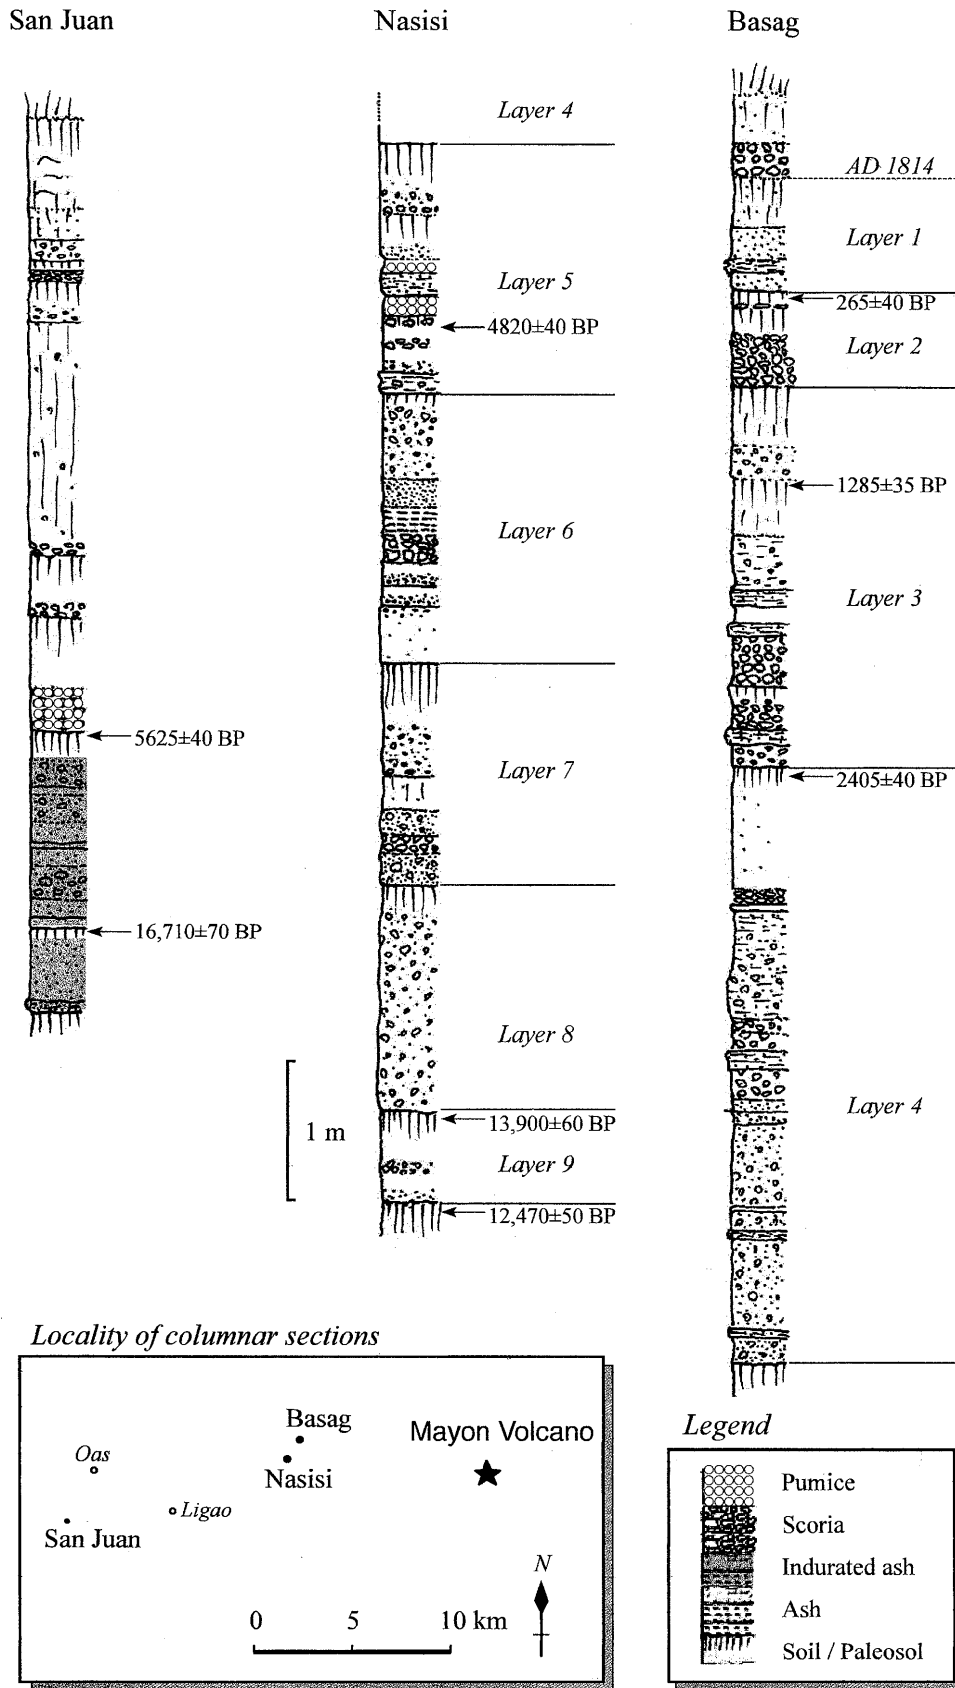 San Juan
Nasisi
Basag
Layer 4
AD 1814
Layer 1
Layer 5
265±40 BP
4820±40 BP
Layer 2
1285±35 BP
Layer 6
Layer 3
5625±40 BP
Layer 7
2405±40 BP
16,710±70 BP
Layer 8
1 m
13,900±60 BP
Layer 4
Layer 9
12,470±50 BP
Locality of columnar sections
Basag
Mayon Volcano
Oas
Nasisi
Ligao
San Juan
N
0 5 10 km
Legend
Pumice
Scoria
Indurated ash
Ash
Soil / Paleosol